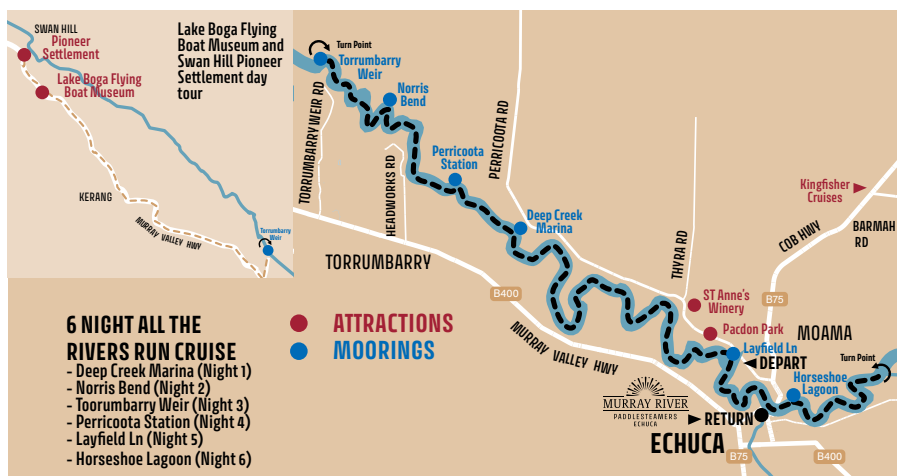 SWAN HILL
Pioneer
Settlement
Lake Boga Flying
Boat Museum
KERANG
MURRAY VALLEY HWY
Torrumbarry
Weir
Lake Boga Flying
Boat Museum and
Swan Hill Pioneer
Settlement day
tour
Turn Point
Torrumbarry
Weir
Norris
Bend
TORRUMBARRY WEIR RD
HEADWORKS RD
Perricoota
Station
PERRICOOTA RD
Deep Creek
Marina
TORRUMBARRY
B400
MURRAY VALLEY HWY
THYRA RD
Kingfisher
Cruises
COB HWY
BARMAH
RD
B75
ST Anne's
Winery
Pacdon Park
MOAMA
Layfield Ln
DEPART
Turn Point
Horseshoe
Lagoon
MURRAY RIVER
PADDLESTEAMERS
ECHUCA
RETURN
ECHUCA
B75
B400
ATTRACTIONS
MOORINGS
6 NIGHT ALL THE
RIVERS RUN CRUISE
- Deep Creek Marina (Night 1)
- Norris Bend (Night 2)
- Toorumbarry Weir (Night 3)
- Perricoota Station (Night 4)
- Layfield Ln (Night 5)
- Horseshoe Lagoon (Night 6)